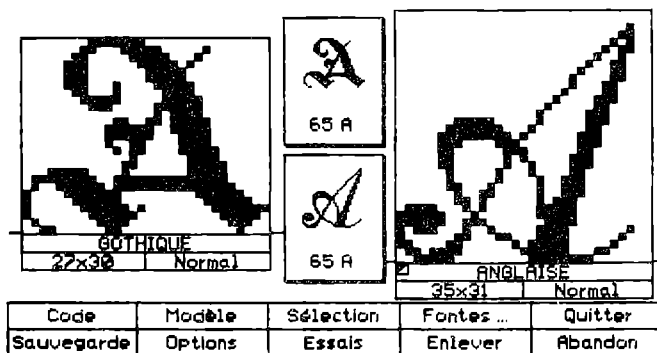 65 A
GOTHIQUE
27x30 Normal
65 A
ANGLAISE
35x31 Normal
Code Modèle Sélection Fontes ... Quitter
Sauvegarde Options Essais Enlever Abandon